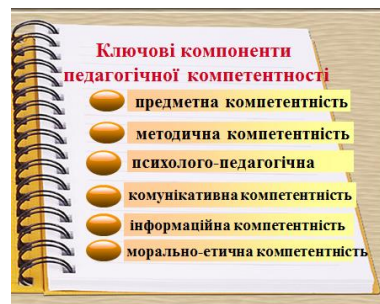 Ключові компоненти
педагогічної компетентності
предметна компетентність
методична компетентність
психолого-педагогічна
комунікативна компетентність
інформаційна компетентність
морально-етична компетентність